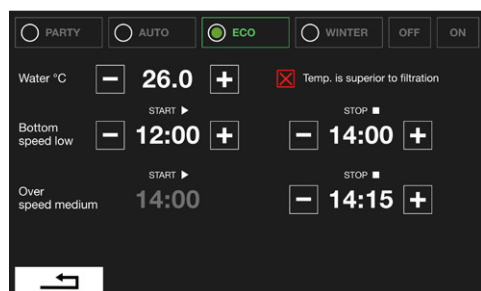 PARTY AUTO ECO WINTER OFF ON
Water °C − 26.0 + Temp. is superior to filtration
START ▶ STOP ■
Bottom
speed low − 12:00 + − 14:00 +
START ▶ STOP ■
Over
speed medium 14:00 − 14:15 +